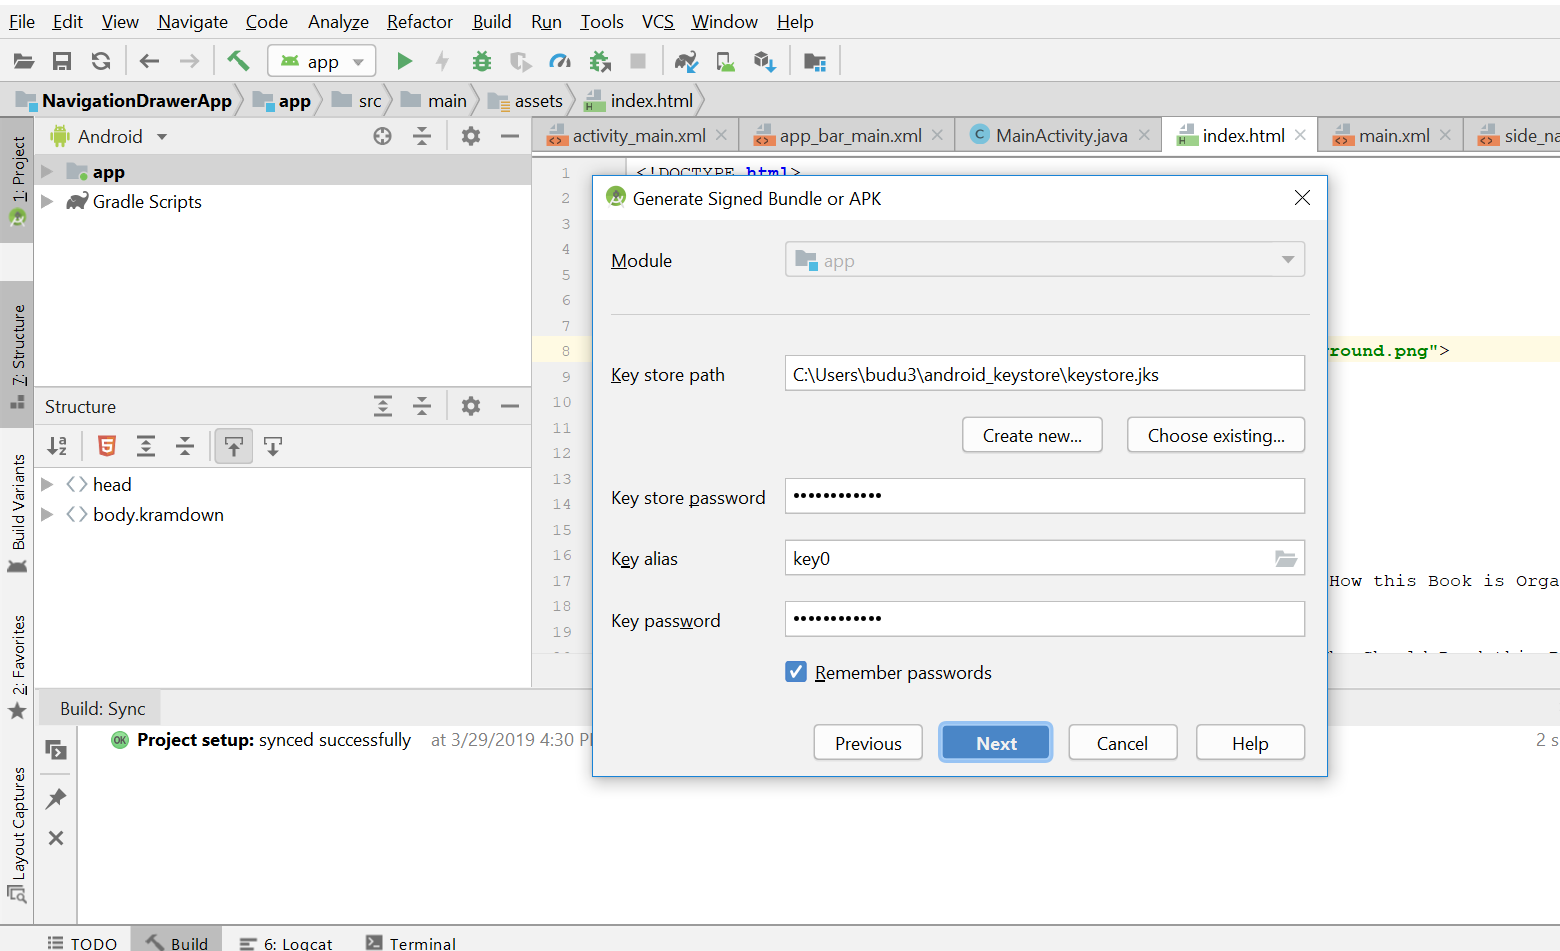 File Edit View Navigate Code Analyze Refactor Build Run Tools VCS Window Help
app
NavigationDrawerApp app src main assets index.html
1: Project
Android
activity_main.xml app_bar_main.xml MainActivity.java index.html main.xml side_na
app
Gradle Scripts
1 <!DOCTYPE html>
2
3
4
5
6
7
8 round.png">
9
10
11
12
13
14
15
16
17 How this Book is Orga
18
19
Generate Signed Bundle or APK
Module app
Key store path C:\Users\budu3\android_keystore\keystore.jks
Create new... Choose existing...
Key store password ••••••••••••
Key alias key0
Key password ••••••••••••
Remember passwords
Previous Next Cancel Help
7: Structure
Structure
head
body.kramdown
Build Variants
2: Favorites
Layout Captures
Build: Sync
OK Project setup: synced successfully at 3/29/2019 4:30 2 s
TODO Build 6: Logcat Terminal